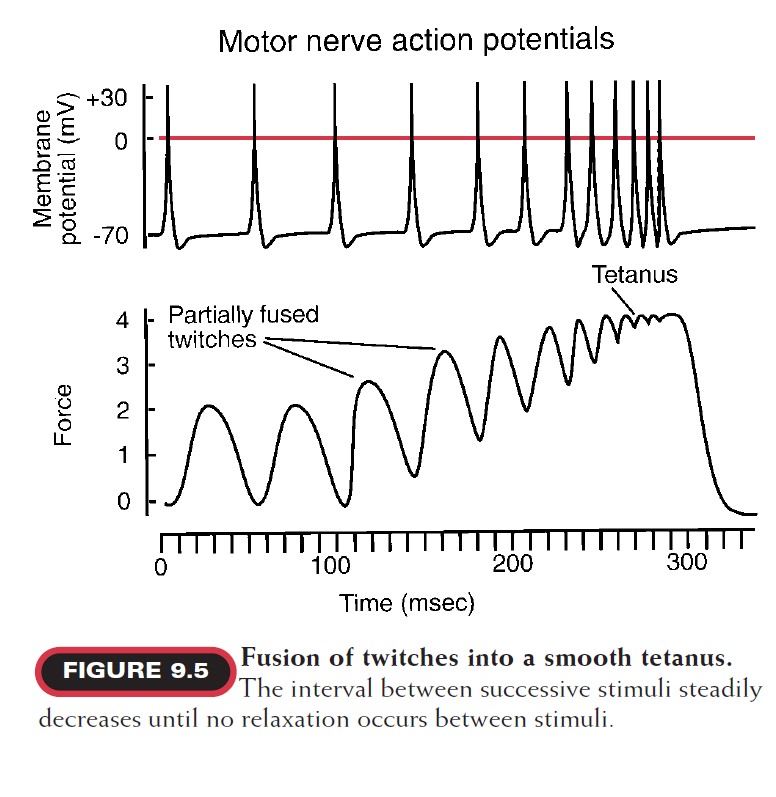 Motor nerve action potentials
Membrane
potential (mV)
+30
0
-70
Tetanus
Partially fused
twitches
Force
4
3
2
1
0
0 100 200 300
Time (msec)
FIGURE 9.5 Fusion of twitches into a smooth tetanus.
The interval between successive stimuli steadily
decreases until no relaxation occurs between stimuli.